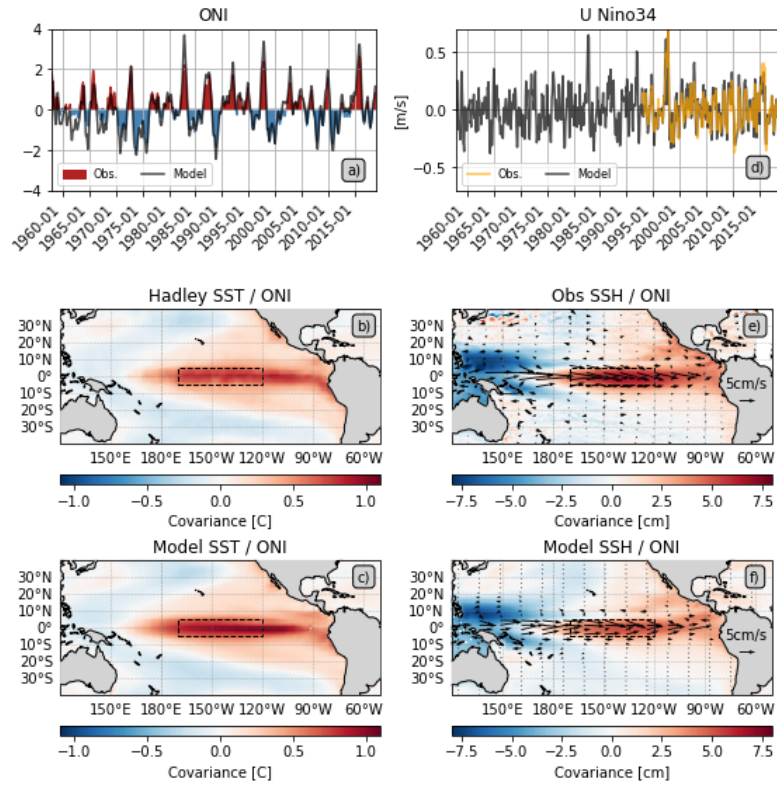 ONI
4
2
0
−2
−4
Obs.
Model
a)
1960-01
1965-01
1970-01
1975-01
1980-01
1985-01
1990-01
1995-01
2000-01
2005-01
2010-01
2015-01
U Nino34
[m/s]
0.5
0.0
−0.5
Obs.
Model
d)
1960-01
1965-01
1970-01
1975-01
1980-01
1985-01
1990-01
1995-01
2000-01
2005-01
2010-01
2015-01
Hadley SST / ONI
b)
30°N
20°N
10°N
0°
10°S
20°S
30°S
150°E 180°E 150°W 120°W 90°W 60°W
−1.0 −0.5 0.0 0.5 1.0
Covariance [C]
Obs SSH / ONI
e)
30°N
20°N
10°N
0°
10°S
20°S
30°S
5cm/s
150°E 180°E 150°W 120°W 90°W 60°W
−7.5 −5.0 −2.5 0.0 2.5 5.0 7.5
Covariance [cm]
Model SST / ONI
c)
30°N
20°N
10°N
0°
10°S
20°S
30°S
150°E 180°E 150°W 120°W 90°W 60°W
−1.0 −0.5 0.0 0.5 1.0
Covariance [C]
Model SSH / ONI
f)
30°N
20°N
10°N
0°
10°S
20°S
30°S
5cm/s
150°E 180°E 150°W 120°W 90°W 60°W
−7.5 −5.0 −2.5 0.0 2.5 5.0 7.5
Covariance [cm]